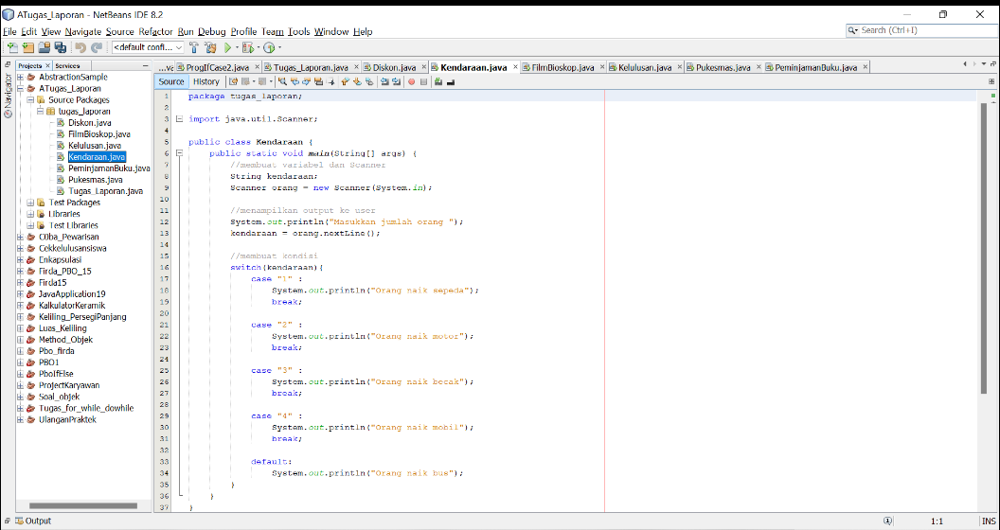 ATugas_Laporan - NetBeans IDE 8.2
File Edit View Navigate Source Refactor Run Debug Profile Team Tools Window Help
Search (Ctrl+I)
<default confi...
Projects Services
...va ProgIfCase2.java Tugas_Laporan.java Diskon.java Kendaraan.java FilmBioskop.java Kelulusan.java Pukesmas.java PeminjamanBuku.java
Navigator
Source History
AbstractionSample
ATugas_Laporan
Source Packages
tugas_laporan
Diskon.java
FilmBioskop.java
Kelulusan.java
Kendaraan.java
PeminjamanBuku.java
Pukesmas.java
Tugas_Laporan.java
Test Packages
Libraries
Test Libraries
C0ba_Pewarisan
Cekkelulusansiswa
Enkapsulasi
Firda_PBO_15
Firda15
JavaApplication19
KalkulatorKeramik
Keliling_PersegiPanjang
Luas_Keliling
Method_Objek
Pbo_firda
PBO1
PboIfElse
ProjectKaryawan
Soal_objek
Tugas_for_while_dowhile
UlanganPraktek
1 package tugas_laporan;
2
3 import java.util.Scanner;
4
5 public class Kendaraan {
6 public static void main(String[] args) {
7 //membuat variabel dan Scanner
8 String kendaraan;
9 Scanner orang = new Scanner(System.in);
10
11 //menampilkan output ke user
12 System.out.println("Masukkan jumlah orang ");
13 kendaraan = orang.nextLine();
14
15 //membuat kondisi
16 switch(kendaraan){
17 case "1" :
18 System.out.println("Orang naik sepeda");
19 break;
20
21 case "2" :
22 System.out.println("Orang naik motor");
23 break;
24
25 case "3" :
26 System.out.println("Orang naik becak");
27 break;
28
29 case "4" :
30 System.out.println("Orang naik mobil");
31 break;
32
33 default:
34 System.out.println("Orang naik bus");
35 }
36 }
37 }
Output
1:1 INS